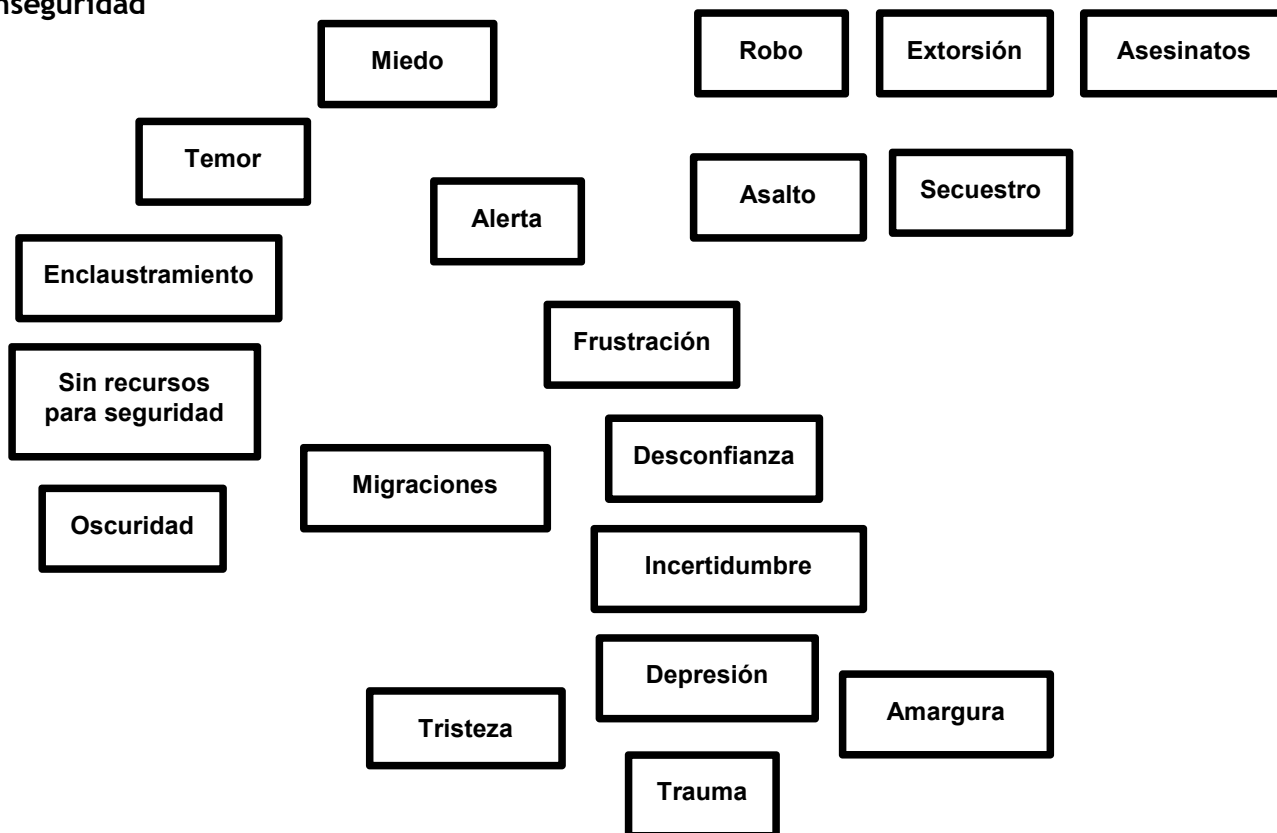 nseguridad
Miedo
Robo
Extorsión
Asesinatos
Temor
Asalto
Secuestro
Alerta
Enclaustramiento
Frustración
Sin recursos
para seguridad
Desconfianza
Migraciones
Oscuridad
Incertidumbre
Depresión
Amargura
Tristeza
Trauma